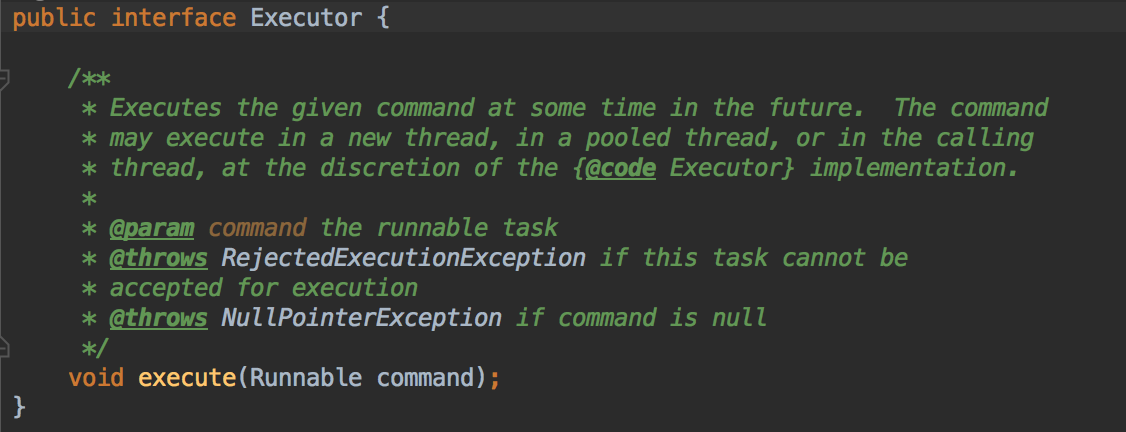 public interface Executor {
/**
* Executes the given command at some time in the future.  The command
* may execute in a new thread, in a pooled thread, or in the calling
* thread, at the discretion of the {@code Executor} implementation.
*
* @param command the runnable task
* @throws RejectedExecutionException if this task cannot be
* accepted for execution
* @throws NullPointerException if command is null
*/
void execute(Runnable command);
}